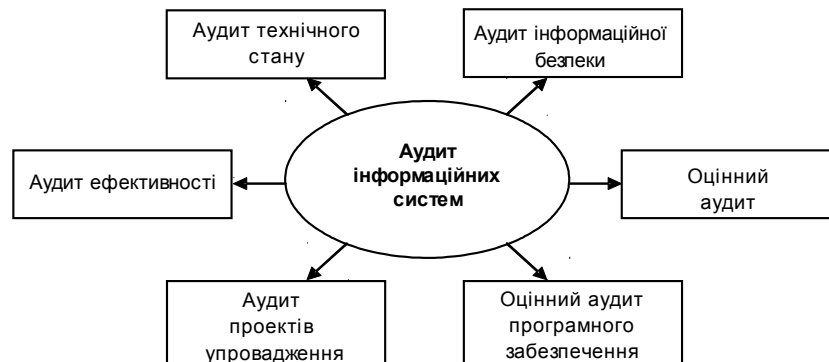 Аудит технічного
стану
Аудит інформаційної
безпеки
Аудит ефективності
Аудит
інформаційних
систем
Оцінний
аудит
Аудит
проектів
упровадження
Оцінний аудит
програмного
забезпечення